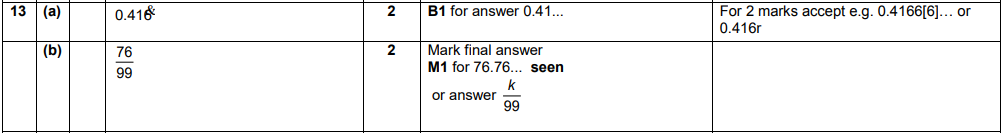 13 (a) 0.416& 2 B1 for answer 0.41... For 2 marks accept e.g. 0.4166[6]... or
0.416r
(b) 76/99 2 Mark final answer
M1 for 76.76... seen
or answer k/99